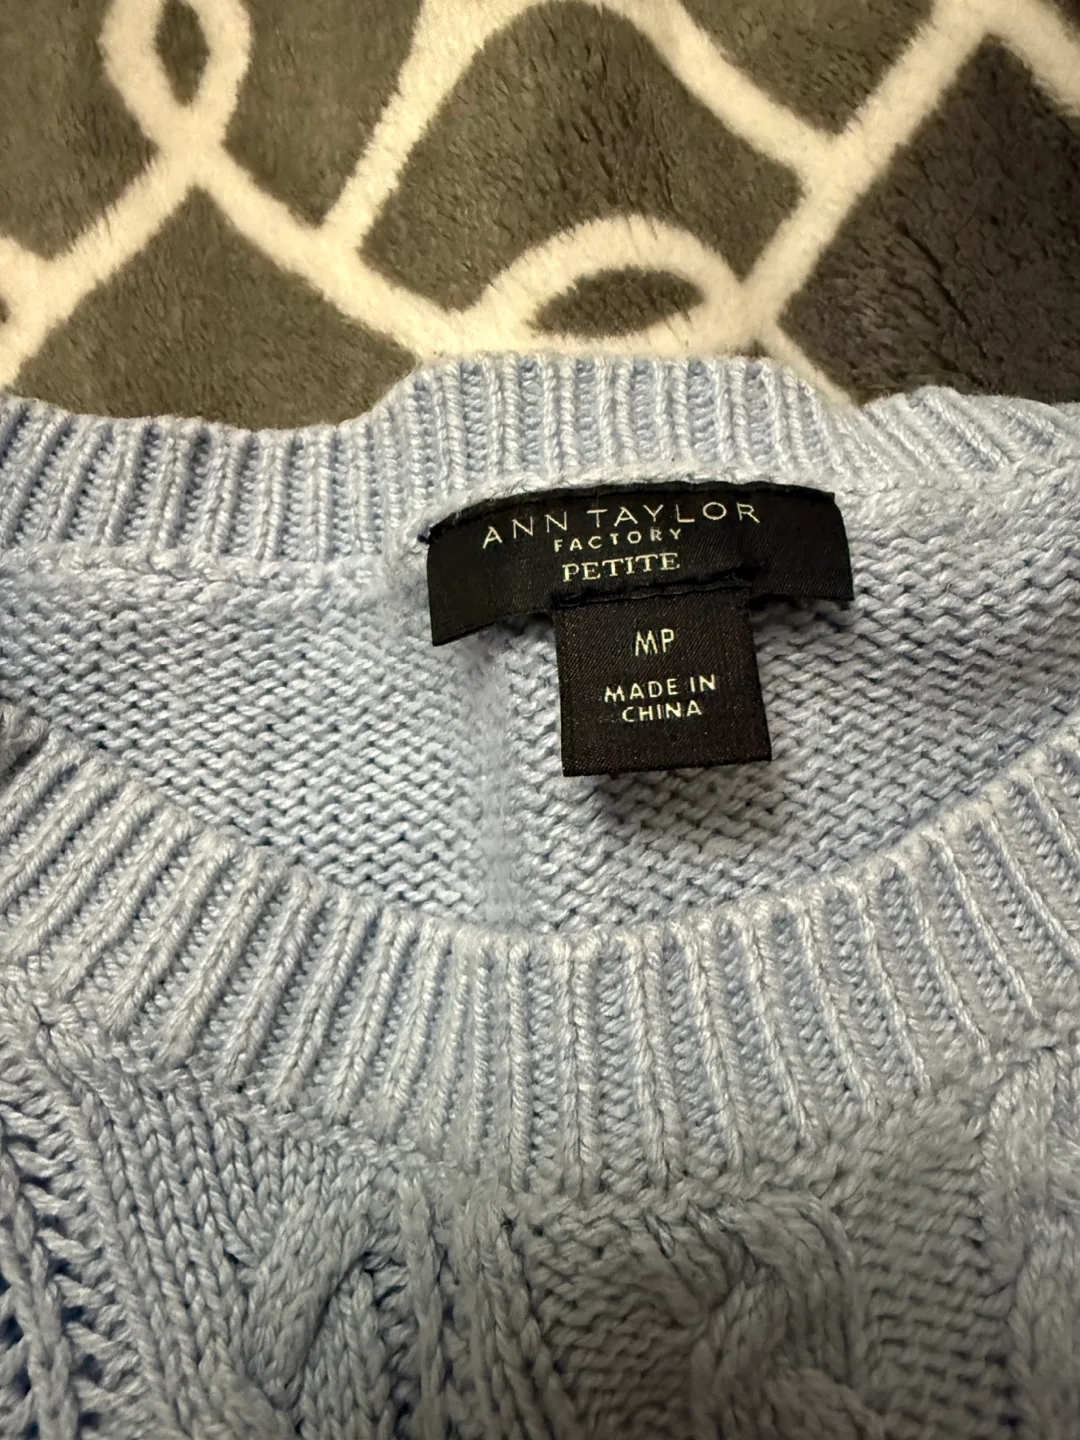 ANN TAYLOR
FACTORY
PETITE
MP
MADE IN
CHINA